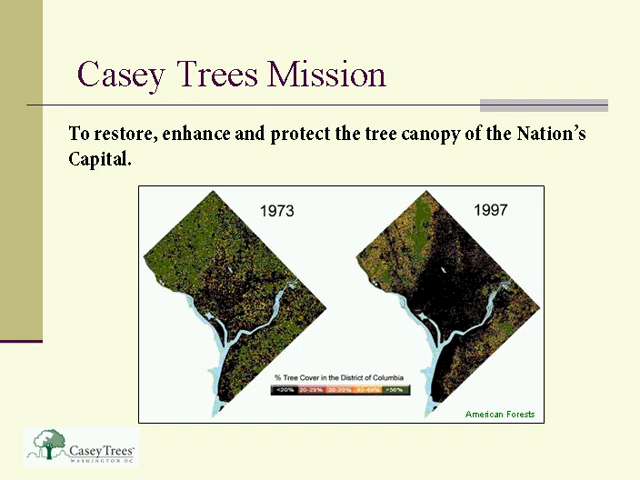 Casey Trees Mission
To restore, enhance and protect the tree canopy of the Nation's
Capital.
1973
1997
% Tree Cover in the District of Columbia
<20% 20-29% 30-39% 40-49% >50%
American Forests
Casey Trees
WASHINGTON DC